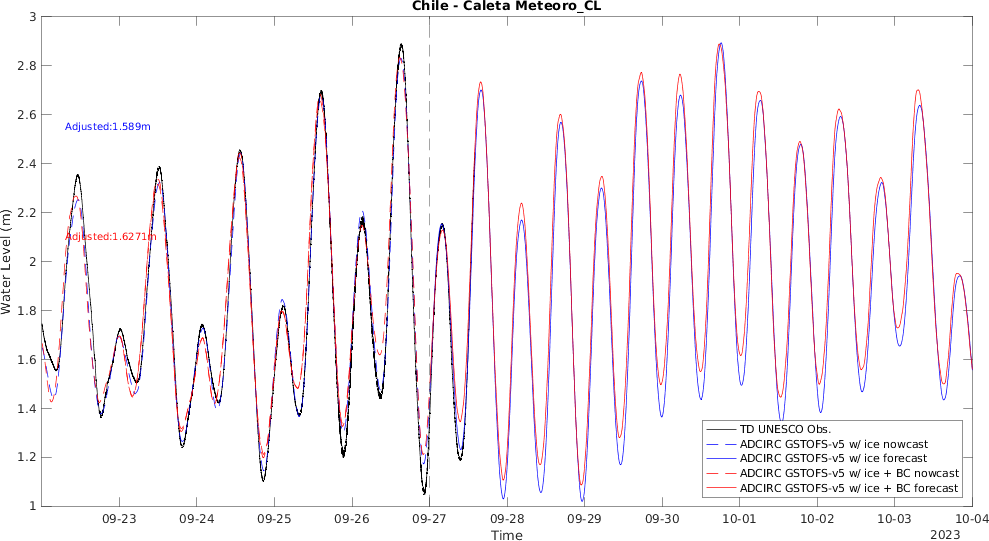 Chile - Caleta Meteoro_CL
3
2.8
2.6
2.4
2.2
2
1.8
1.6
1.4
1.2
1
Water Level (m)
Adjusted:1.589m
Adjusted:1.6271m
TD UNESCO Obs.
ADCIRC GSTOFS-v5 w/ ice nowcast
ADCIRC GSTOFS-v5 w/ ice forecast
ADCIRC GSTOFS-v5 w/ ice + BC nowcast
ADCIRC GSTOFS-v5 w/ ice + BC forecast
09-23 09-24 09-25 09-26 09-27 09-28 09-29 09-30 10-01 10-02 10-03 10-04
Time
2023